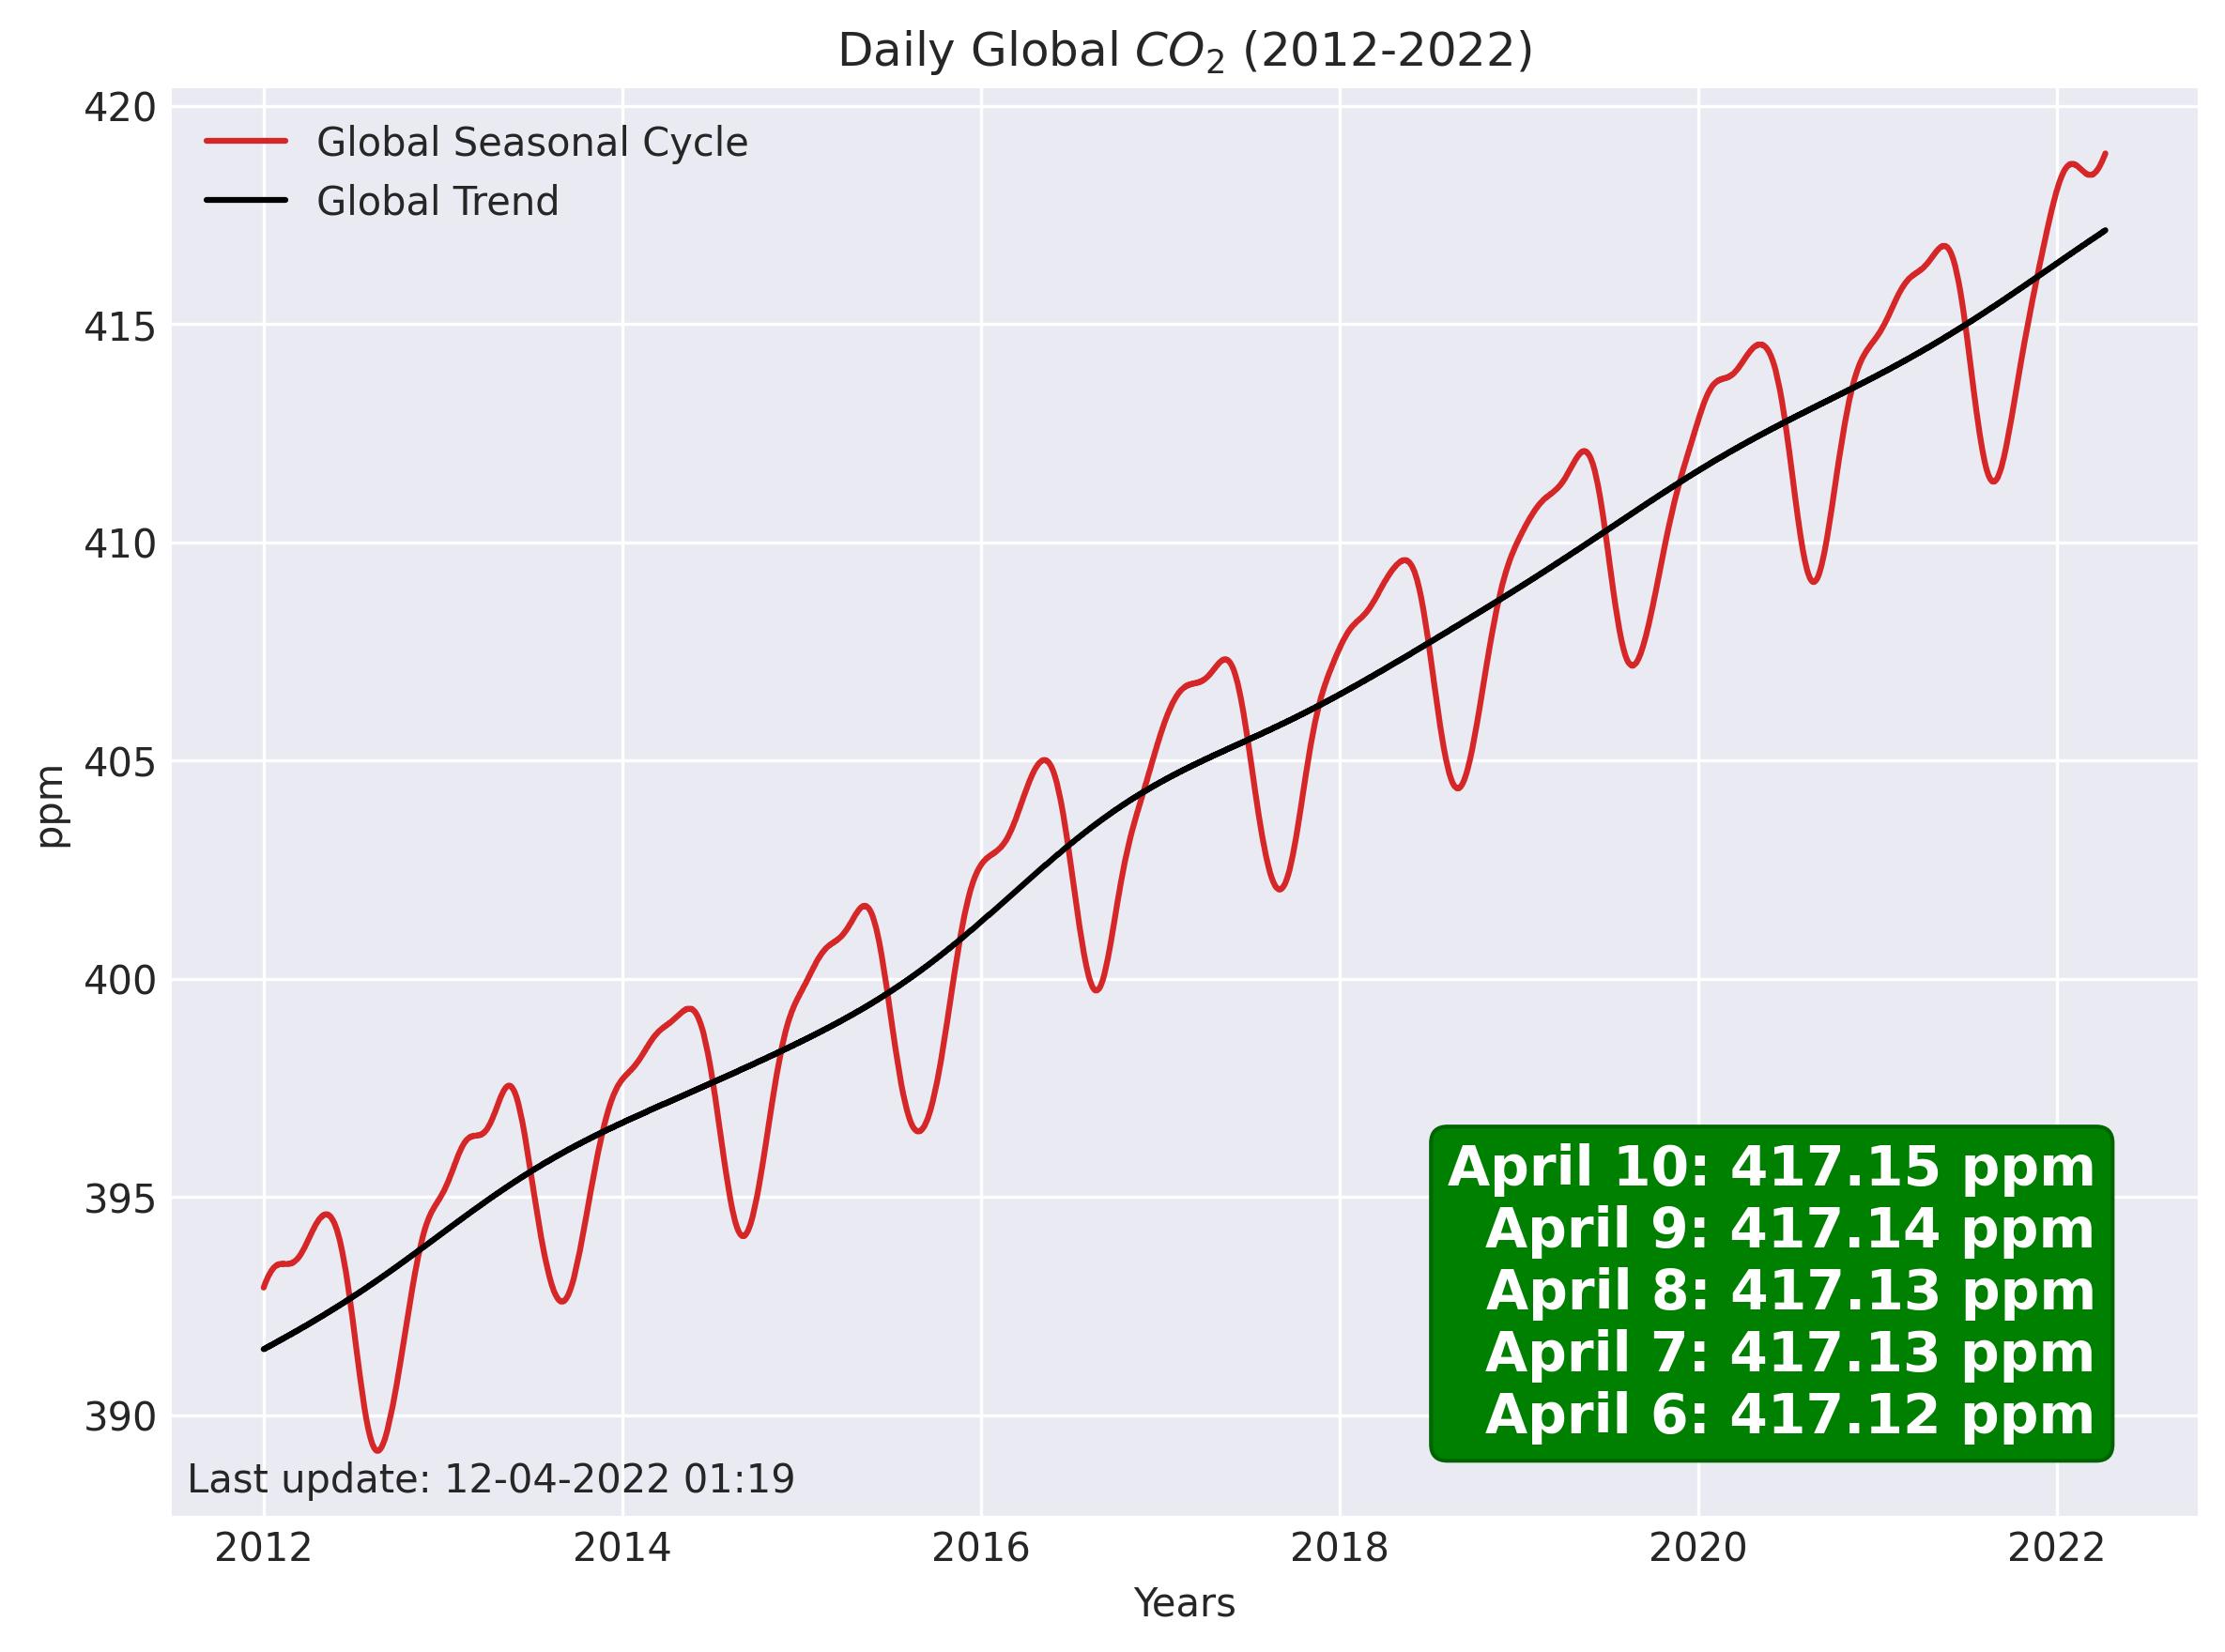 Daily Global CO₂ (2012-2022)
Global Seasonal Cycle
Global Trend
420
415
410
405
400
395
390
ppm
April 10: 417.15 ppm
April 9: 417.14 ppm
April 8: 417.13 ppm
April 7: 417.13 ppm
April 6: 417.12 ppm
Last update: 12-04-2022 01:19
2012 2014 2016 2018 2020 2022
Years